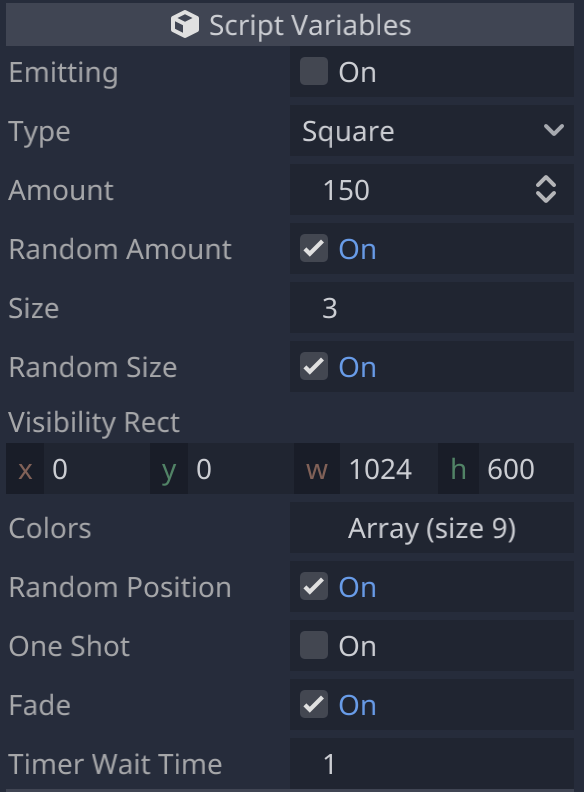 Script Variables
Emitting On
Type Square
Amount 150
Random Amount On
Size 3
Random Size On
Visibility Rect
x 0 y 0 w 1024 h 600
Colors Array (size 9)
Random Position On
One Shot On
Fade On
Timer Wait Time 1